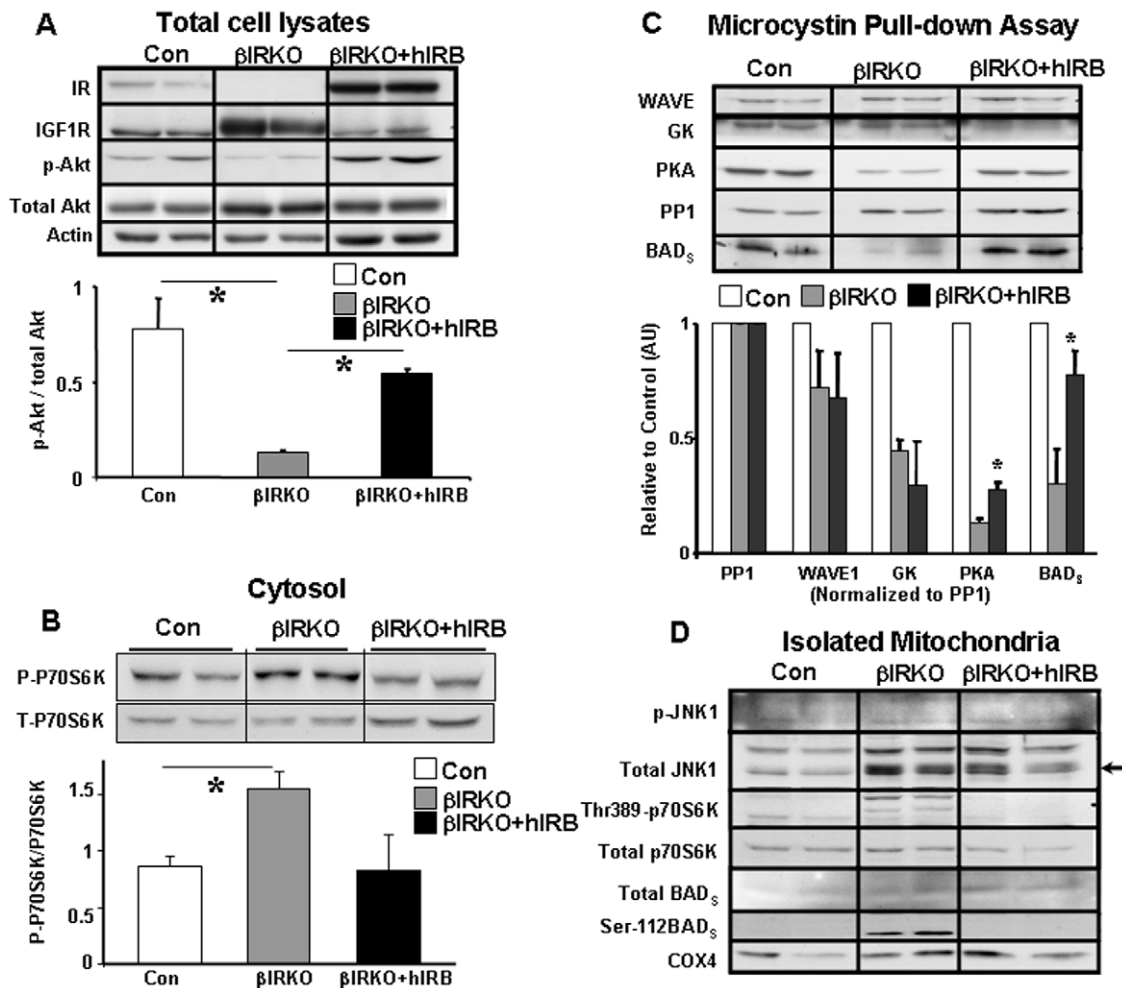 A
Total cell lysates
Con βIRKO βIRKO+hIRB
IR
IGF1R
p-Akt
Total Akt
Actin
Con
βIRKO
βIRKO+hIRB
*
*
1
0.5
0
p-Akt / total Akt
Con βIRKO βIRKO+hIRB
Cytosol
B
Con βIRKO βIRKO+hIRB
P-P70S6K
T-P70S6K
Con
βIRKO
βIRKO+hIRB
*
1.5
1
0.5
0
P-P70S6K/P70S6K
Con βIRKO βIRKO+hIRB
C
Microcystin Pull-down Assay
Con βIRKO βIRKO+hIRB
WAVE
GK
PKA
PP1
BADs
Con βIRKO βIRKO+hIRB
1
0.5
0
Relative to Control (AU)
*
*
PP1 WAVE1 GK PKA BADs
(Normalized to PP1)
D
Isolated Mitochondria
Con βIRKO βIRKO+hIRB
p-JNK1
Total JNK1
Thr389-p70S6K
Total p70S6K
Total BADs
Ser-112BADs
COX4